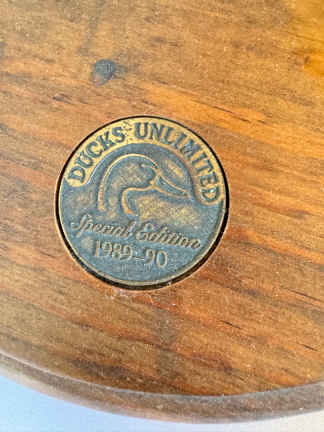 DUCKS UNLIMITED
Special Edition
1989-90